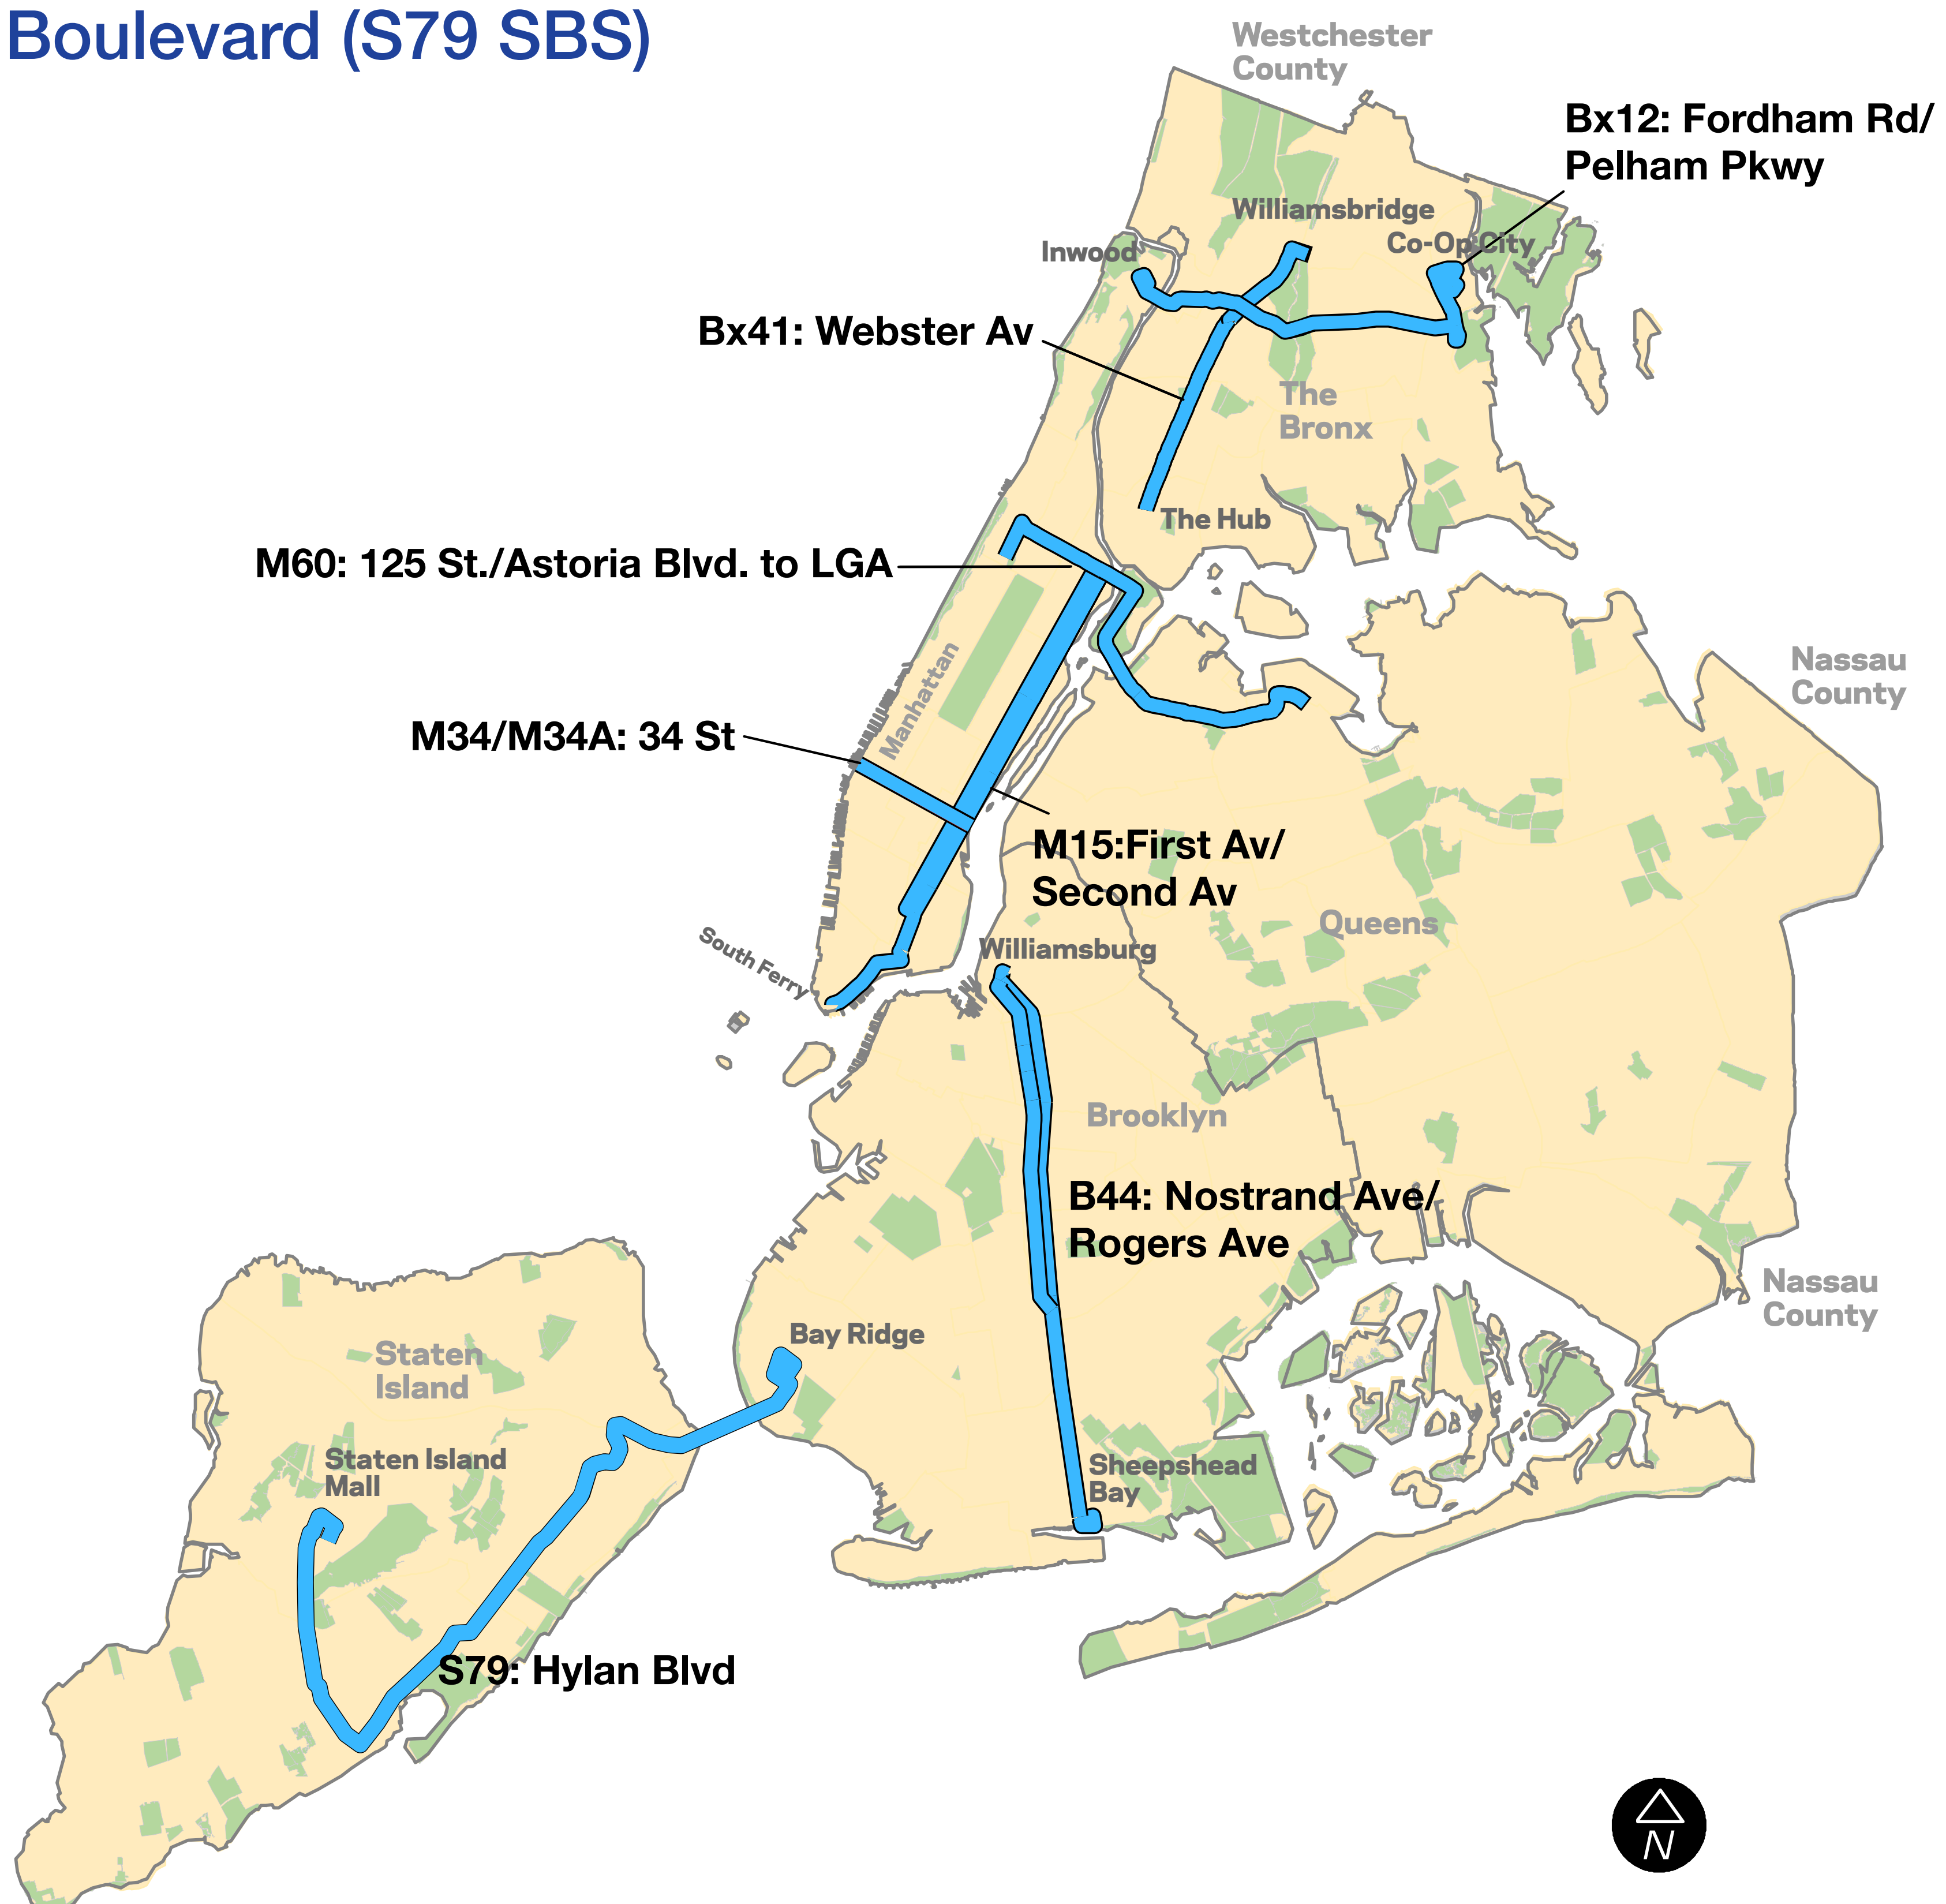 Boulevard (S79 SBS)
Westchester
County
Bx12: Fordham Rd/
Pelham Pkwy
Williamsbridge
Co-Op City
Inwood
Bx41: Webster Av
The
Bronx
The Hub
M60: 125 St./Astoria Blvd. to LGA
Manhattan
Nassau
County
M34/M34A: 34 St
M15:First Av/
Second Av
Queens
South Ferry
Williamsburg
Brooklyn
B44: Nostrand Ave/
Rogers Ave
Nassau
County
Bay Ridge
Staten
Island
Staten Island
Mall
Sheepshead
Bay
S79: Hylan Blvd
N